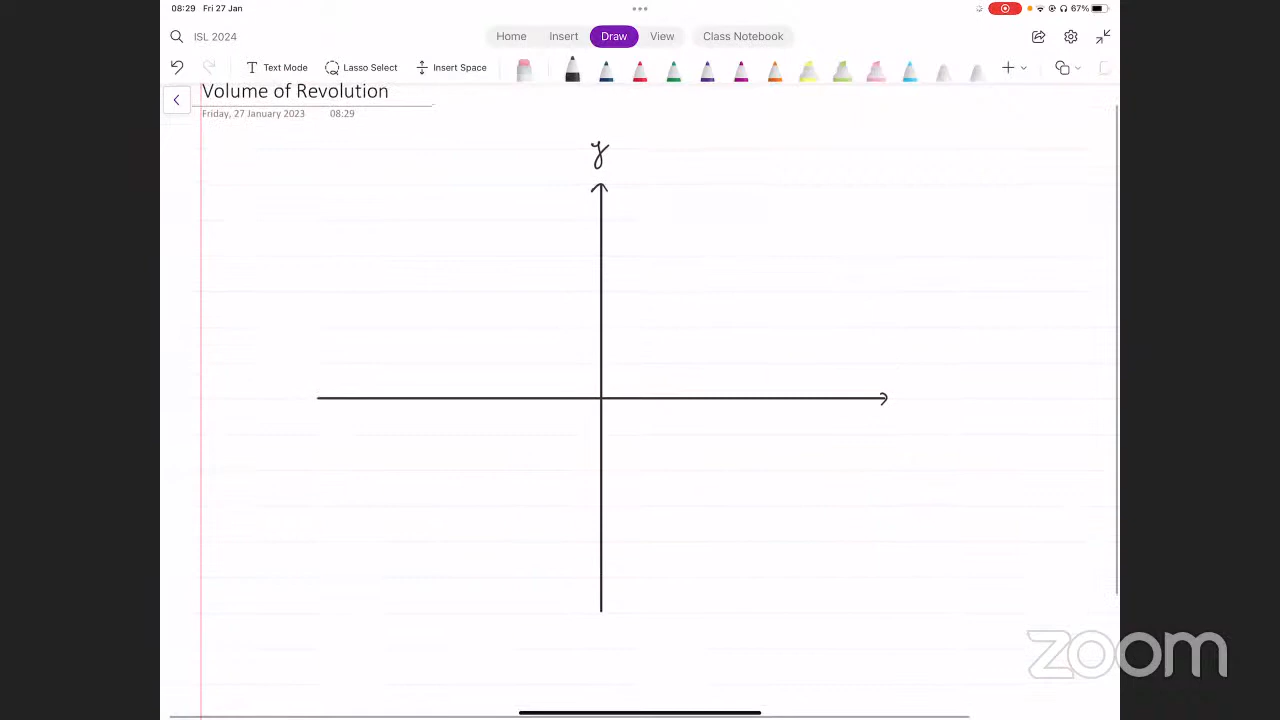 08:29 Fri 27 Jan
67%
ISL 2024
Home Insert Draw View Class Notebook
Text Mode Lasso Select Insert Space
Volume of Revolution
Friday, 27 January 2023 08:29
y
zoom